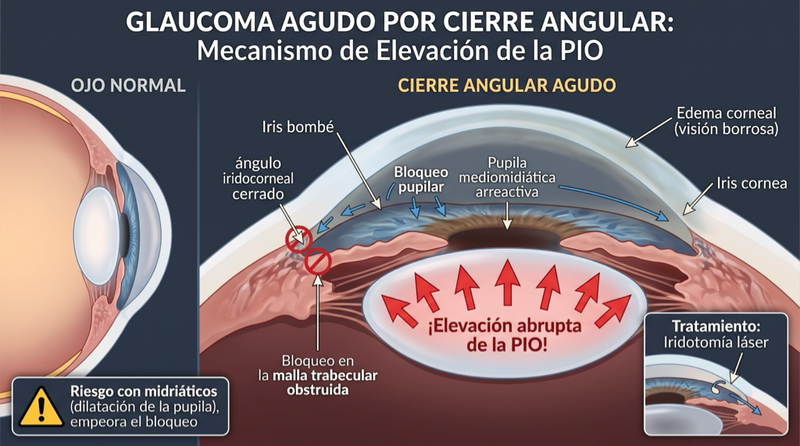 GLAUCOMA AGUDO POR CIERRE ANGULAR:
Mecanismo de Elevación de la PIO
OJO NORMAL
CIERRE ANGULAR AGUDO
Iris bombé
Edema corneal
(visión borrosa)
ángulo
iridocorneal
cerrado
Bloqueo
pupilar
Pupila
mediomidiática
arreactiva
Iris cornea
¡Elevación abrupta
de la PIO!
Bloqueo en
la malla trabecular
obstruida
Tratamiento:
Iridotomía láser
Riesgo con midriáticos
(dilatación de la pupila),
empeora el bloqueo